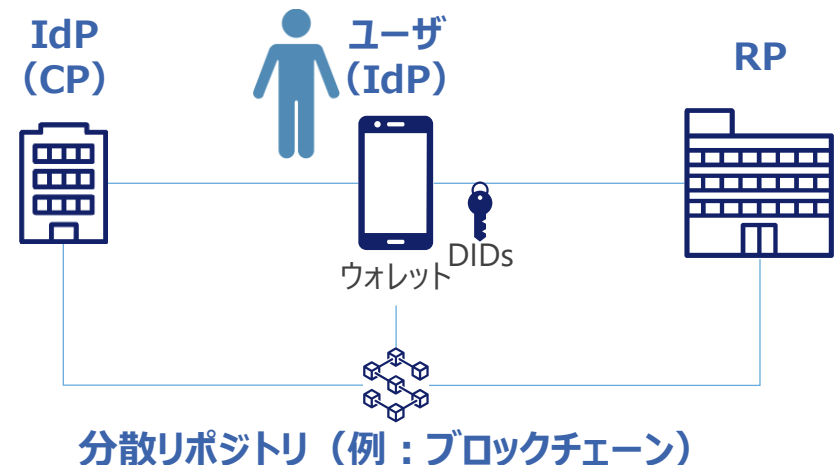 IdP
（CP）
ユーザ
（IdP）
RP
ウォレット
DIDs
分散リポジトリ（例：ブロックチェーン）